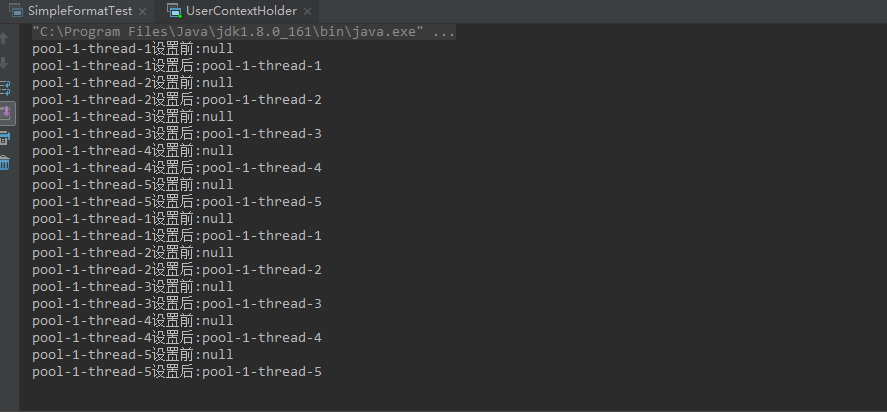 SimpleFormatTest × UserContextHolder ×
"C:\Program Files\Java\jdk1.8.0_161\bin\java.exe" ...
pool-1-thread-1设置前:null
pool-1-thread-1设置后:pool-1-thread-1
pool-1-thread-2设置前:null
pool-1-thread-2设置后:pool-1-thread-2
pool-1-thread-3设置前:null
pool-1-thread-3设置后:pool-1-thread-3
pool-1-thread-4设置前:null
pool-1-thread-4设置后:pool-1-thread-4
pool-1-thread-5设置前:null
pool-1-thread-5设置后:pool-1-thread-5
pool-1-thread-1设置前:null
pool-1-thread-1设置后:pool-1-thread-1
pool-1-thread-2设置前:null
pool-1-thread-2设置后:pool-1-thread-2
pool-1-thread-3设置前:null
pool-1-thread-3设置后:pool-1-thread-3
pool-1-thread-4设置前:null
pool-1-thread-4设置后:pool-1-thread-4
pool-1-thread-5设置前:null
pool-1-thread-5设置后:pool-1-thread-5